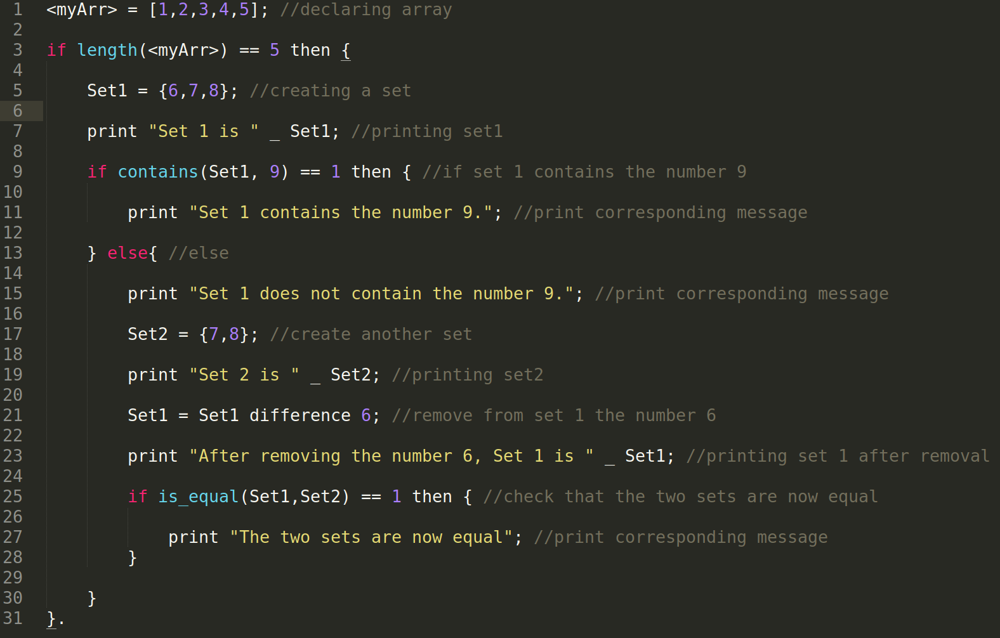 1 <myArr> = [1,2,3,4,5]; //declaring array
2
3 if length(<myArr>) == 5 then {
4
5     Set1 = {6,7,8}; //creating a set
6
7     print "Set 1 is " _ Set1; //printing set1
8
9     if contains(Set1, 9) == 1 then { //if set 1 contains the number 9
10
11         print "Set 1 contains the number 9."; //print corresponding message
12
13     } else{ //else
14
15         print "Set 1 does not contain the number 9."; //print corresponding message
16
17         Set2 = {7,8}; //create another set
18
19         print "Set 2 is " _ Set2; //printing set2
20
21         Set1 = Set1 difference 6; //remove from set 1 the number 6
22
23         print "After removing the number 6, Set 1 is " _ Set1; //printing set 1 after removal
24
25         if is_equal(Set1,Set2) == 1 then { //check that the two sets are now equal
26
27             print "The two sets are now equal"; //print corresponding message
28         }
29
30     }
31 }.